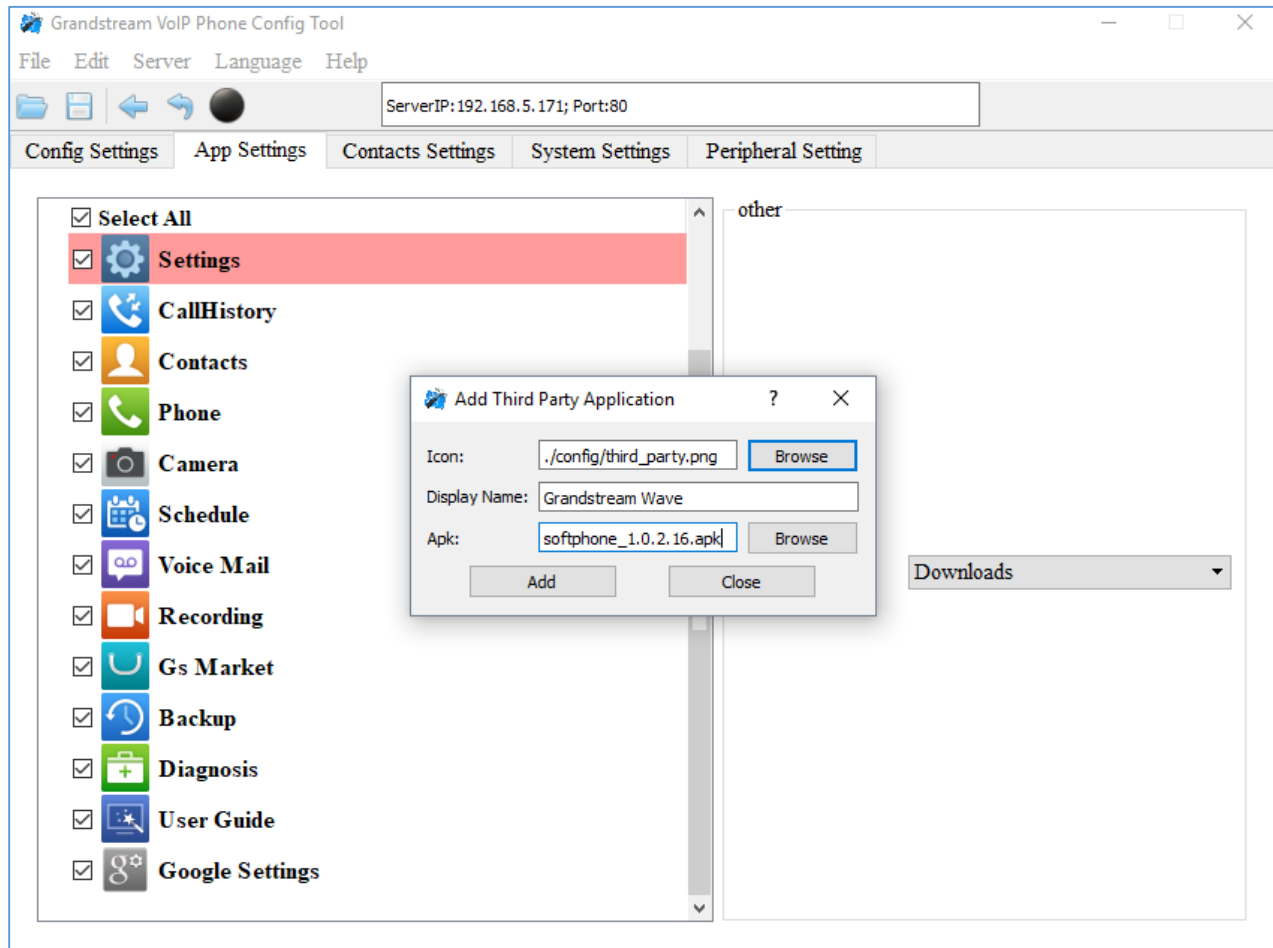 Grandstream VoIP Phone Config Tool
File Edit Server Language Help
ServerIP:192.168.5.171; Port:80
Config Settings App Settings Contacts Settings System Settings Peripheral Setting
Select All
Settings
CallHistory
Contacts
Phone
Camera
Schedule
Voice Mail
Recording
Gs Market
Backup
Diagnosis
User Guide
Google Settings
other
Downloads
Add Third Party Application ?
Icon: ./config/third_party.png Browse
Display Name: Grandstream Wave
Apk: softphone_1.0.2.16.apk Browse
Add Close